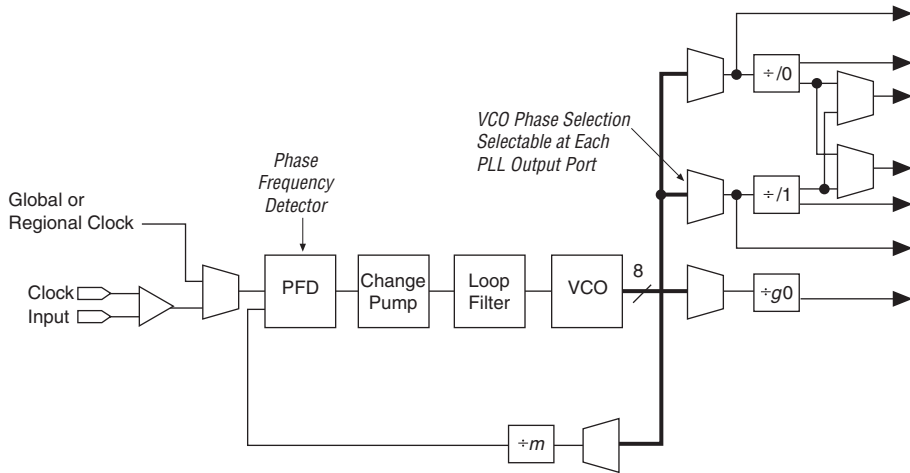 ÷/0
VCO Phase Selection
Selectable at Each
PLL Output Port
Phase
Frequency
Detector
÷/1
Global or
Regional Clock
8
Clock
Input
PFD
Change
Pump
Loop
Filter
VCO
÷g0
÷m